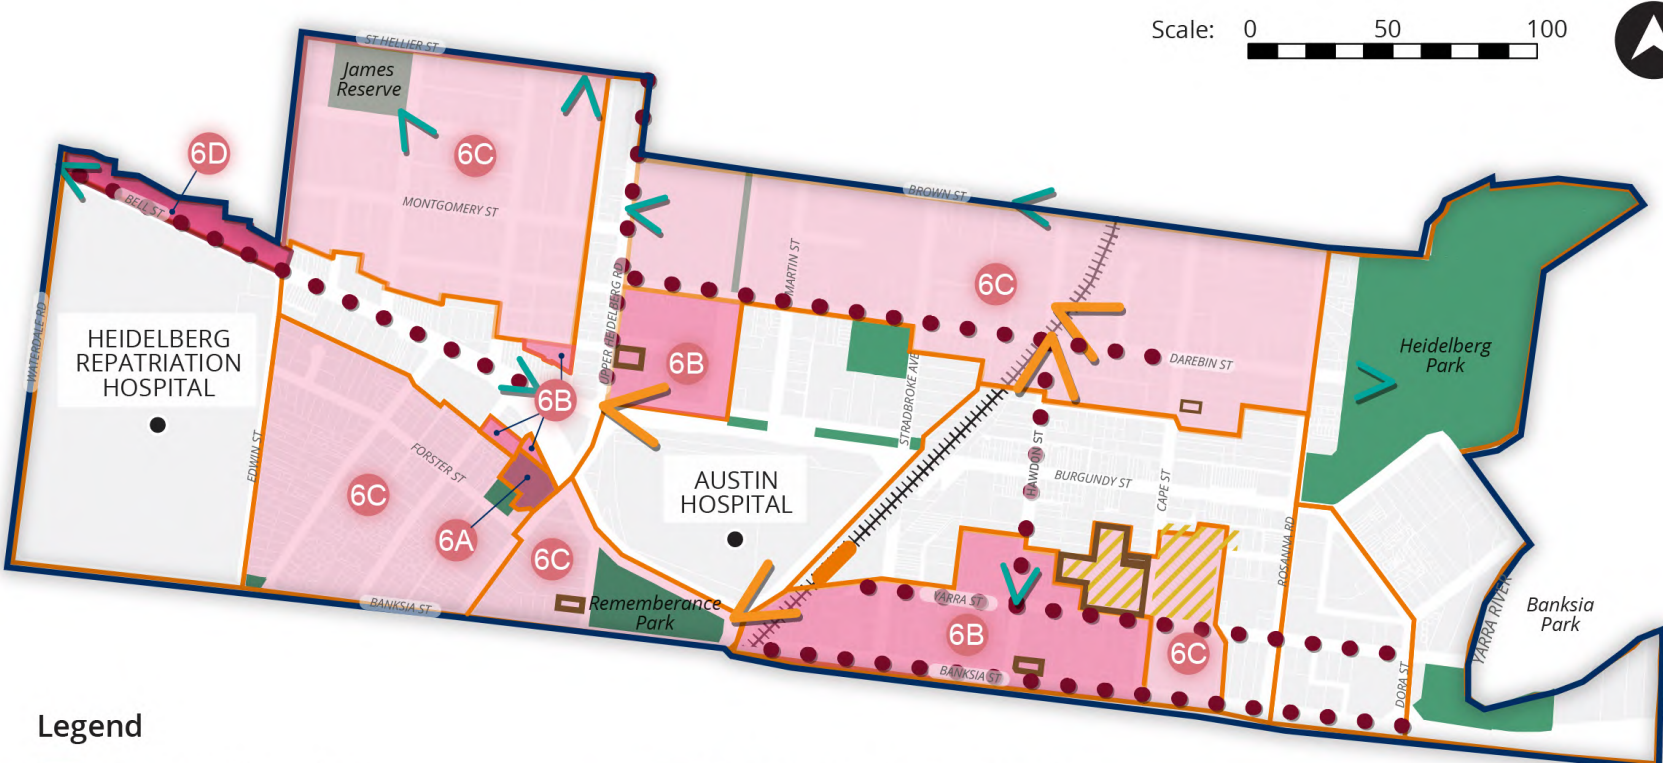 Scale: 0 50 100
ST HELLIER ST
James
Reserve
6D
6C
BELL ST
MONTGOMERY ST
BROWN ST
MARTIN ST
UPPER HEIDELBERG RD
6C
WATERDALE RD
HEIDELBERG
REPATRIATION
HOSPITAL
6B
DAREBIN ST
Heidelberg
Park
6B
STRADBROKE AVE
EDWIN ST
FORSTER ST
6C
AUSTIN
HOSPITAL
HAWDON ST
BURGUNDY ST
CAPE ST
6A
6C
ROSANNA RD
BANKSIA ST
Rememberance
Park
YARRA ST
6B
6C
BANKSIA ST
YARRA RIVER
Banksia
Park
DORA ST
Legend